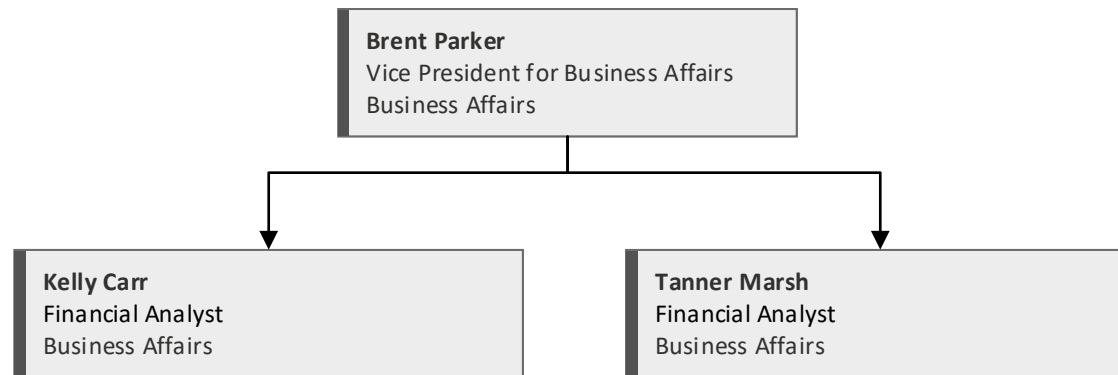 Brent Parker
Vice President for Business Affairs
Business Affairs
Kelly Carr
Financial Analyst
Business Affairs
Tanner Marsh
Financial Analyst
Business Affairs